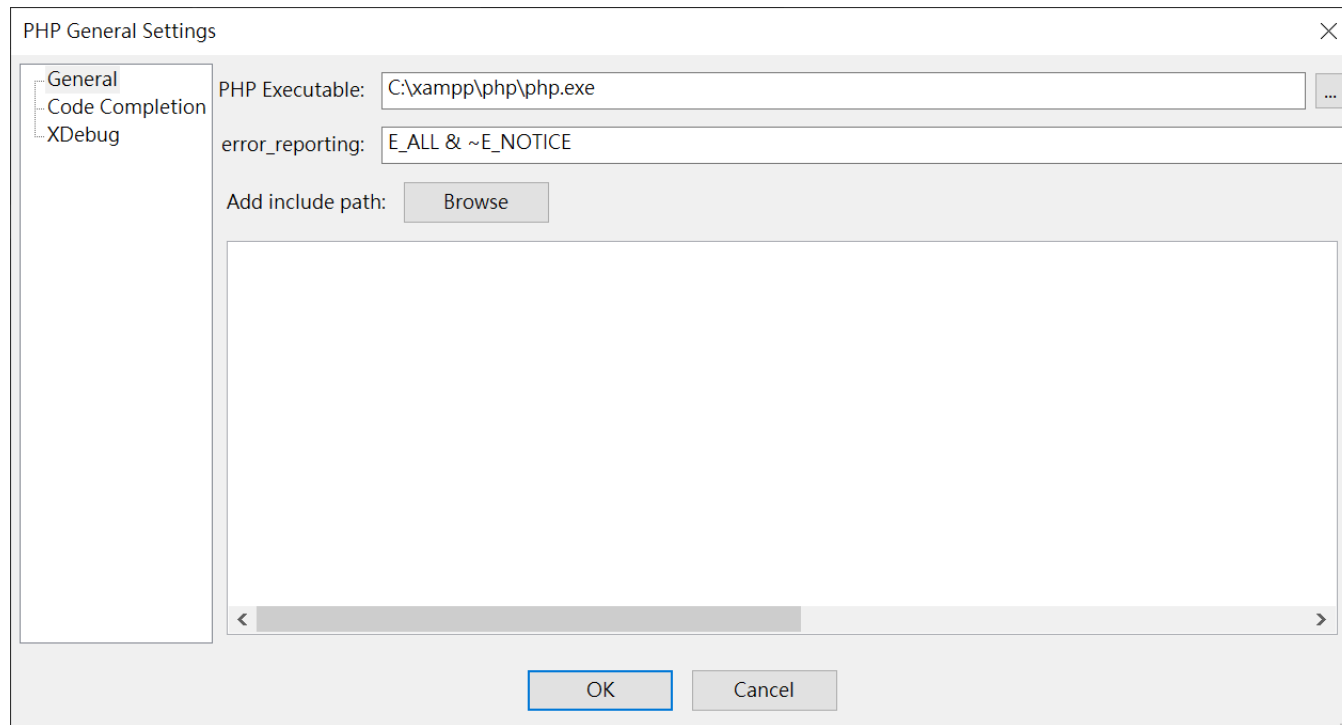 PHP General Settings
General
Code Completion
XDebug
PHP Executable:
C:\xampp\php\php.exe
...
error_reporting:
E_ALL & ~E_NOTICE
Add include path:
Browse
OK
Cancel